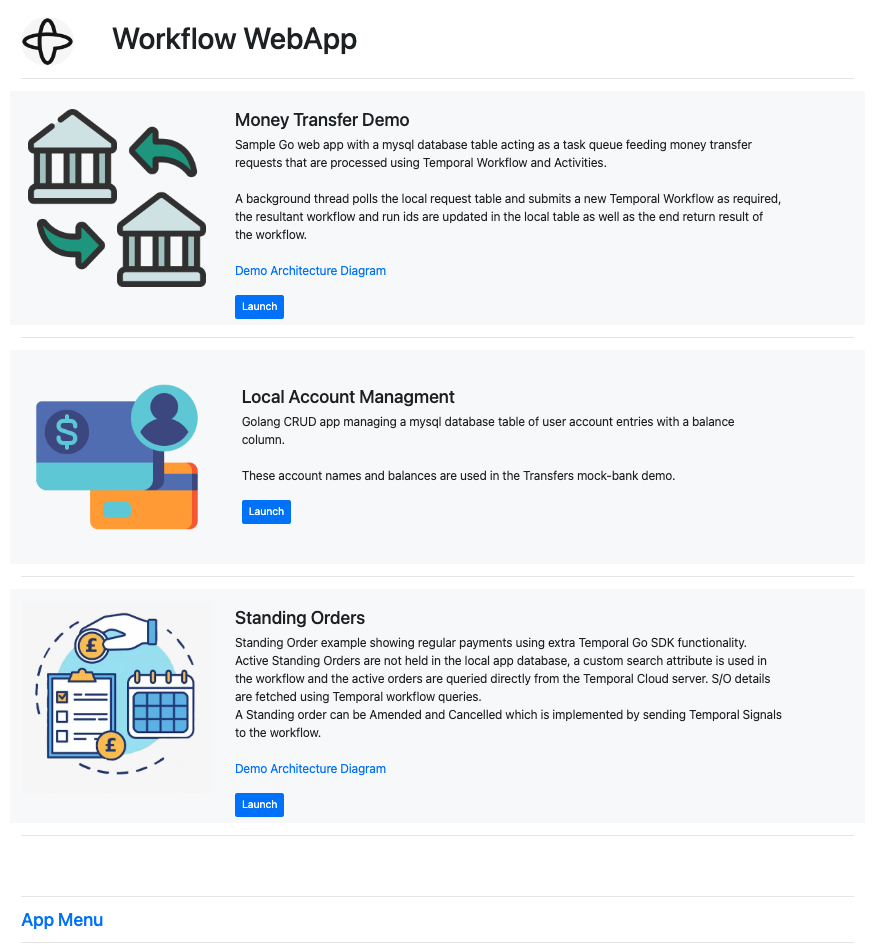 Workflow WebApp
Money Transfer Demo
Sample Go web app with a mysql database table acting as a task queue feeding money transfer
requests that are processed using Temporal Workflow and Activities.
A background thread polls the local request table and submits a new Temporal Workflow as required,
the resultant workflow and run ids are updated in the local table as well as the end return result of
the workflow.
Demo Architecture Diagram
Launch
$
Local Account Managment
Golang CRUD app managing a mysql database table of user account entries with a balance
column.
These account names and balances are used in the Transfers mock-bank demo.
Launch
£
£
Standing Orders
Standing Order example showing regular payments using extra Temporal Go SDK functionality.
Active Standing Orders are not held in the local app database, a custom search attribute is used in
the workflow and the active orders are queried directly from the Temporal Cloud server. S/O details
are fetched using Temporal workflow queries.
A Standing order can be Amended and Cancelled which is implemented by sending Temporal Signals
to the workflow.
Demo Architecture Diagram
Launch
App Menu